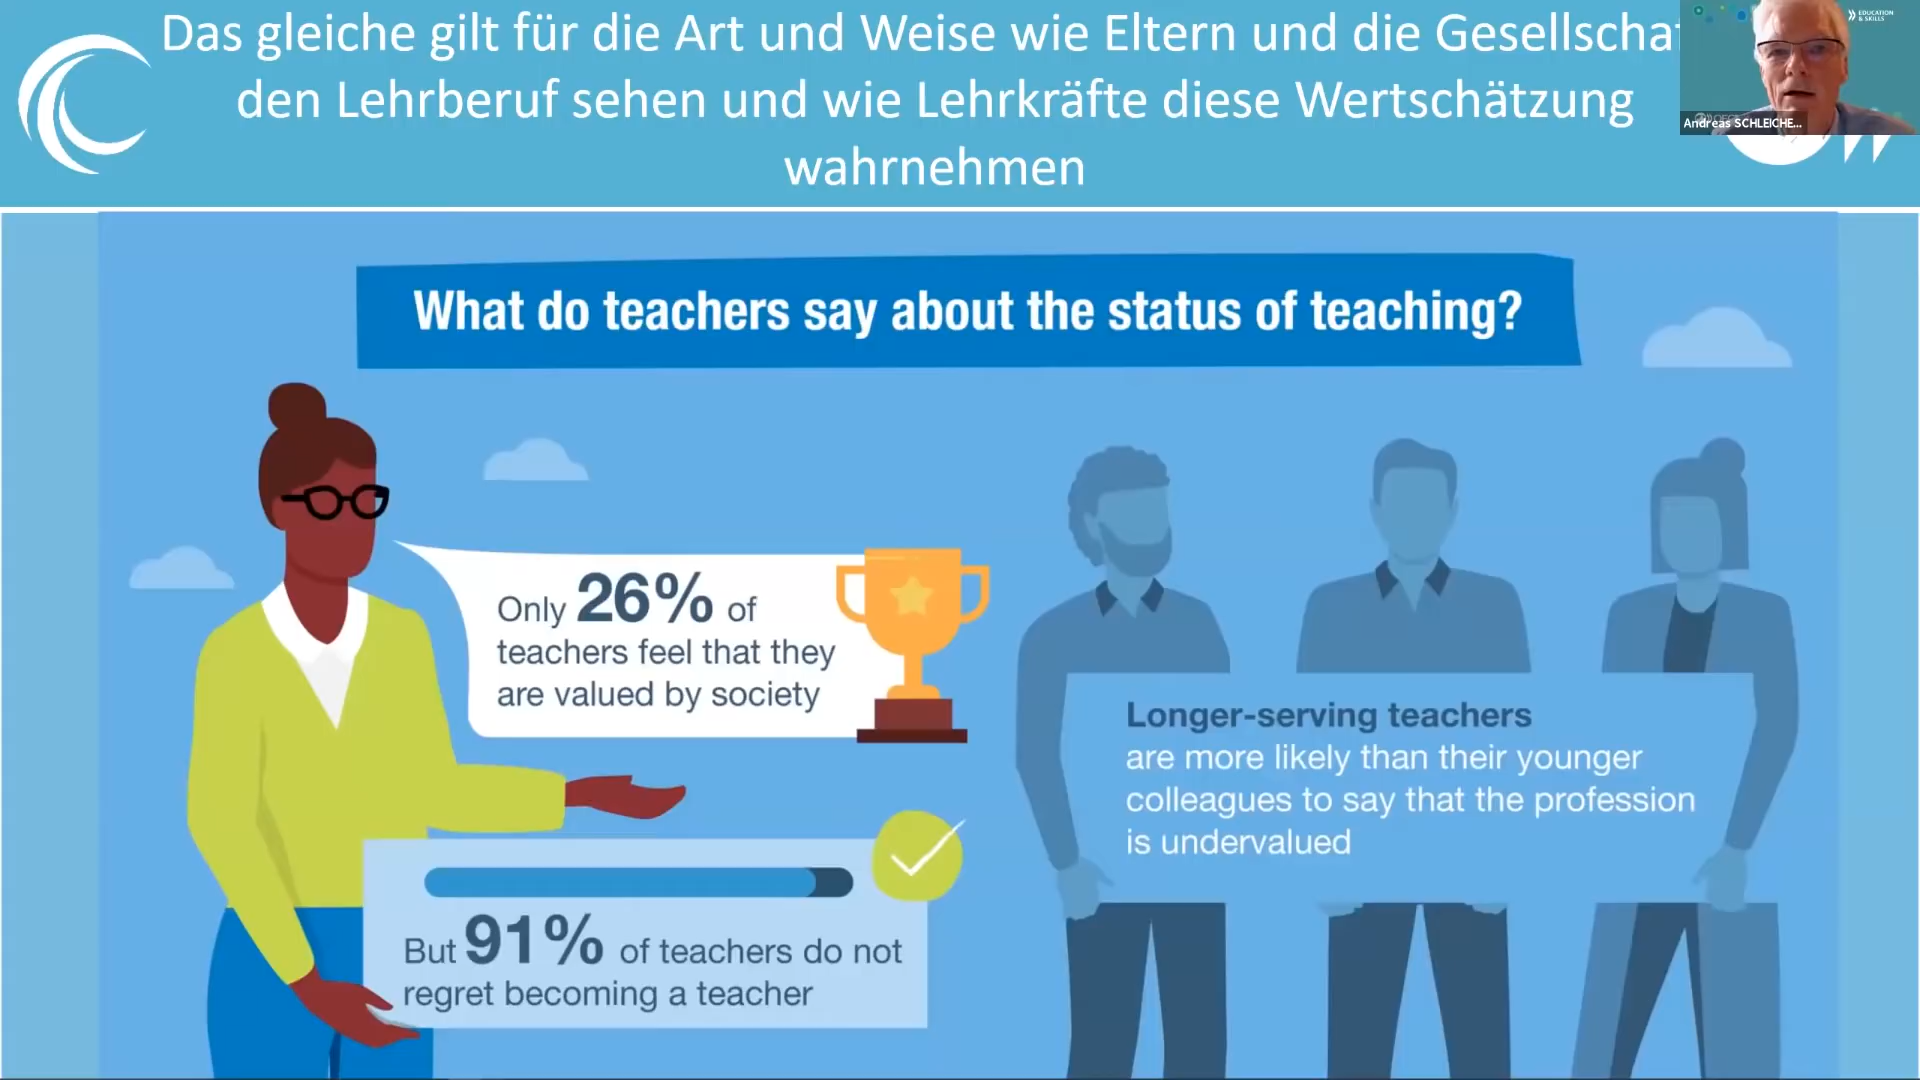 Das gleiche gilt für die Art und Weise wie Eltern und die Gesellschaf
den Lehrberuf sehen und wie Lehrkräfte diese Wertschätzung
wahrnehmen
EDUCATION
& SKILLS
Andreas SCHLEICHE...
What do teachers say about the status of teaching?
Only 26% of
teachers feel that they
are valued by society
Longer-serving teachers
are more likely than their younger
colleagues to say that the profession
is undervalued
But 91% of teachers do not
regret becoming a teacher